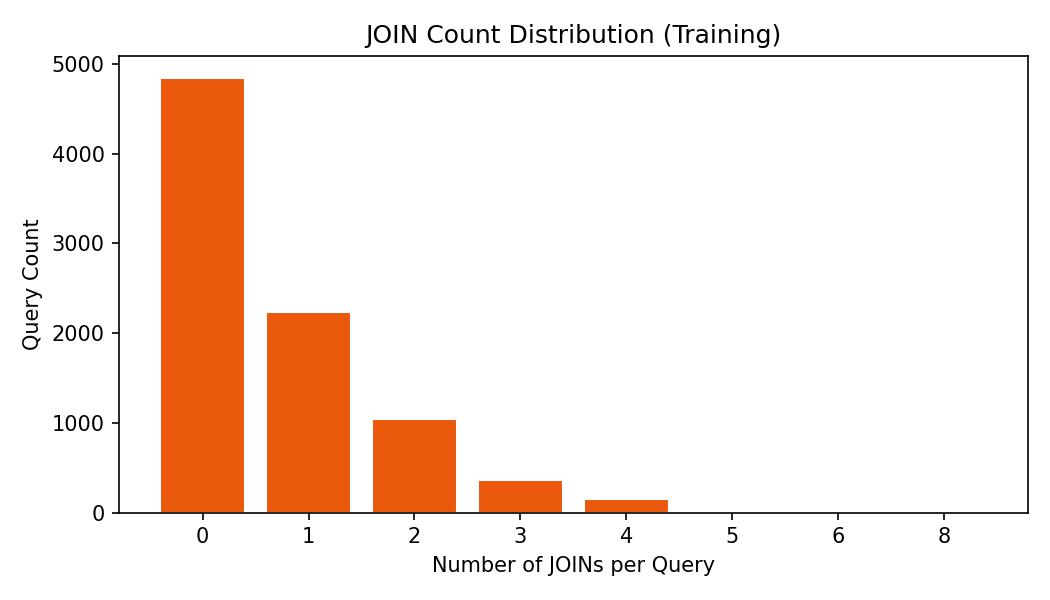 JOIN Count Distribution (Training)
5000
4000
3000
2000
1000
0
Query Count
0 1 2 3 4 5 6 8
Number of JOINs per Query